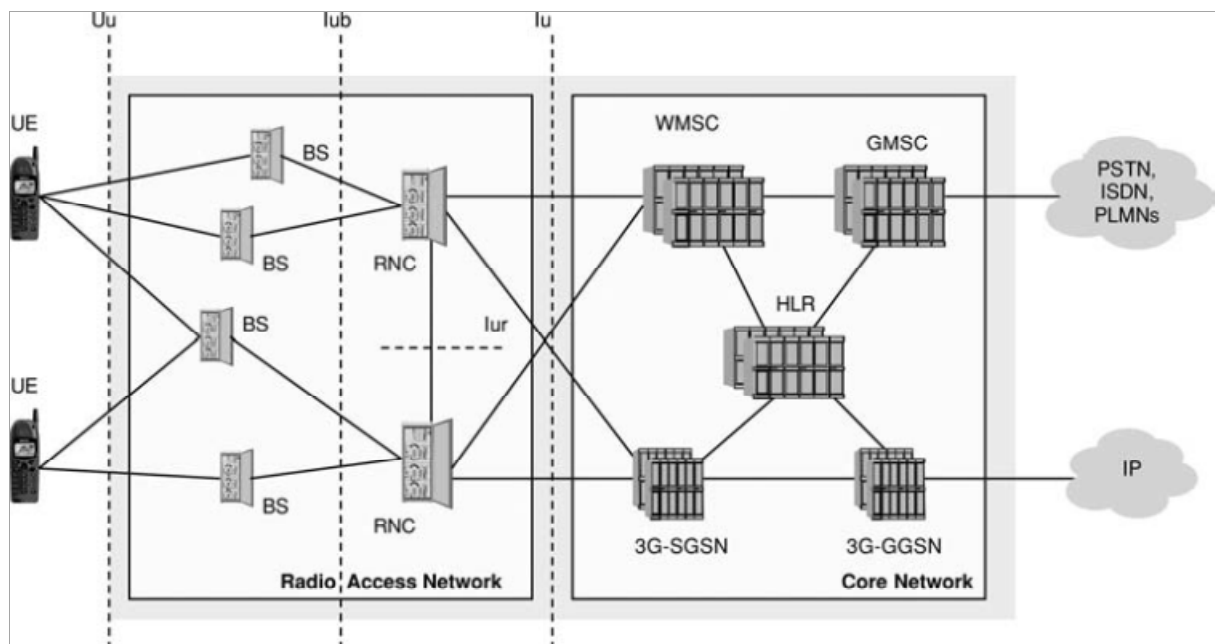 Uu
Iub
Iu
UE
BS
BS
RNC
BS
Iur
UE
BS
RNC
Radio Access Network
WMSC
GMSC
HLR
3G-SGSN
3G-GGSN
Core Network
PSTN,
ISDN,
PLMNs
IP